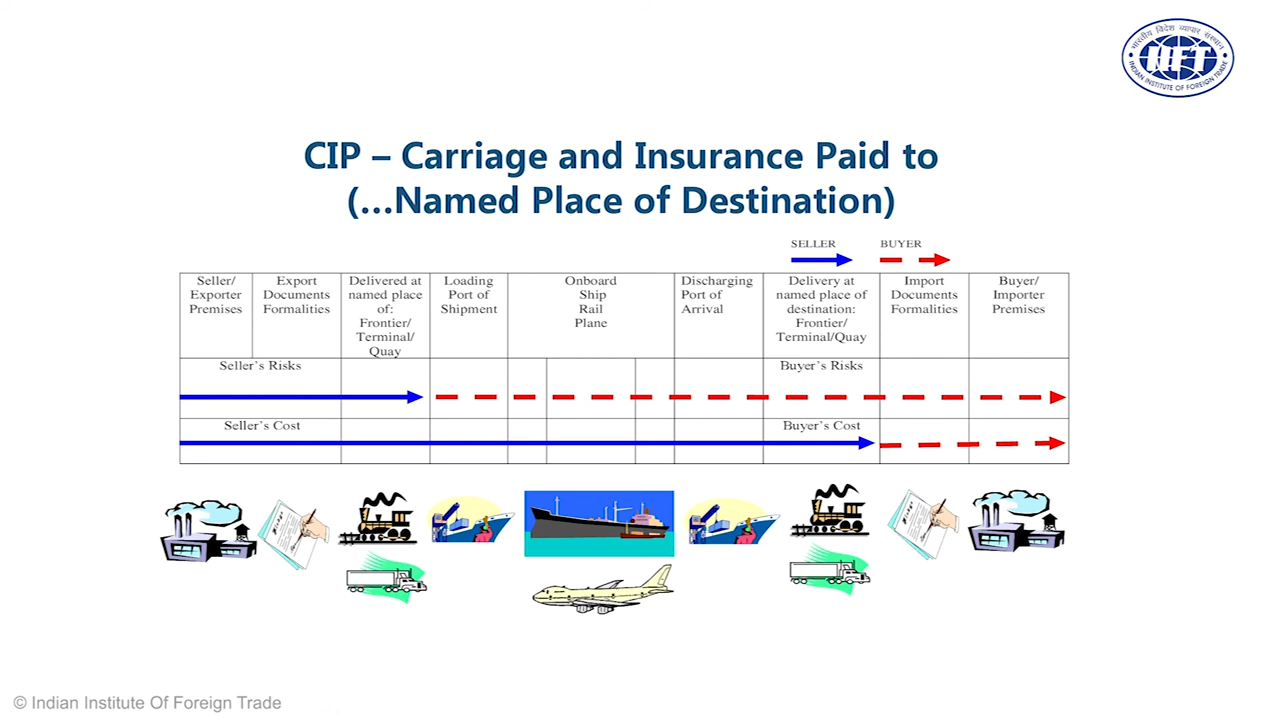 भारतीय विदेश व्यापार संस्थान
IIFT
INDIAN INSTITUTE OF FOREIGN TRADE
CIP – Carriage and Insurance Paid to
(...Named Place of Destination)
SELLER
BUYER
Seller/
Exporter
Premises
Export
Documents
Formalities
Delivered at
named place
of:
Frontier/
Terminal/
Quay
Loading
Port of
Shipment
Onboard
Ship
Rail
Plane
Discharging
Port of
Arrival
Delivery at
named place of
destination:
Frontier/
Terminal/Quay
Import
Documents
Formalities
Buyer/
Importer
Premises
Seller's Risks
Buyer's Risks
Seller's Cost
Buyer's Cost
© Indian Institute Of Foreign Trade